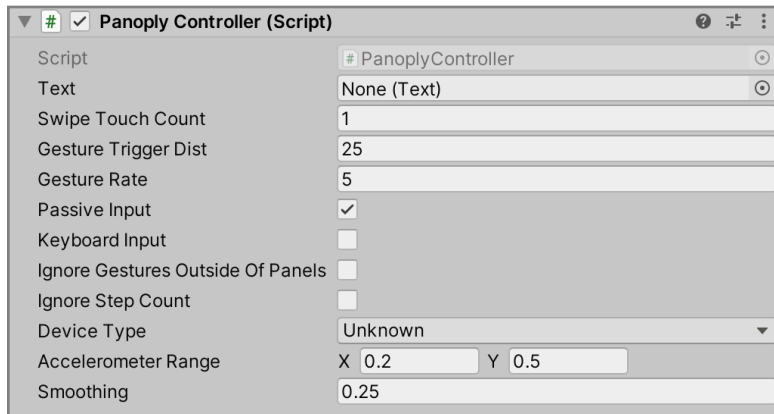 Panoply Controller (Script)
Script # PanoplyController
Text None (Text)
Swipe Touch Count 1
Gesture Trigger Dist 25
Gesture Rate 5
Passive Input
Keyboard Input
Ignore Gestures Outside Of Panels
Ignore Step Count
Device Type Unknown
Accelerometer Range X 0.2 Y 0.5
Smoothing 0.25